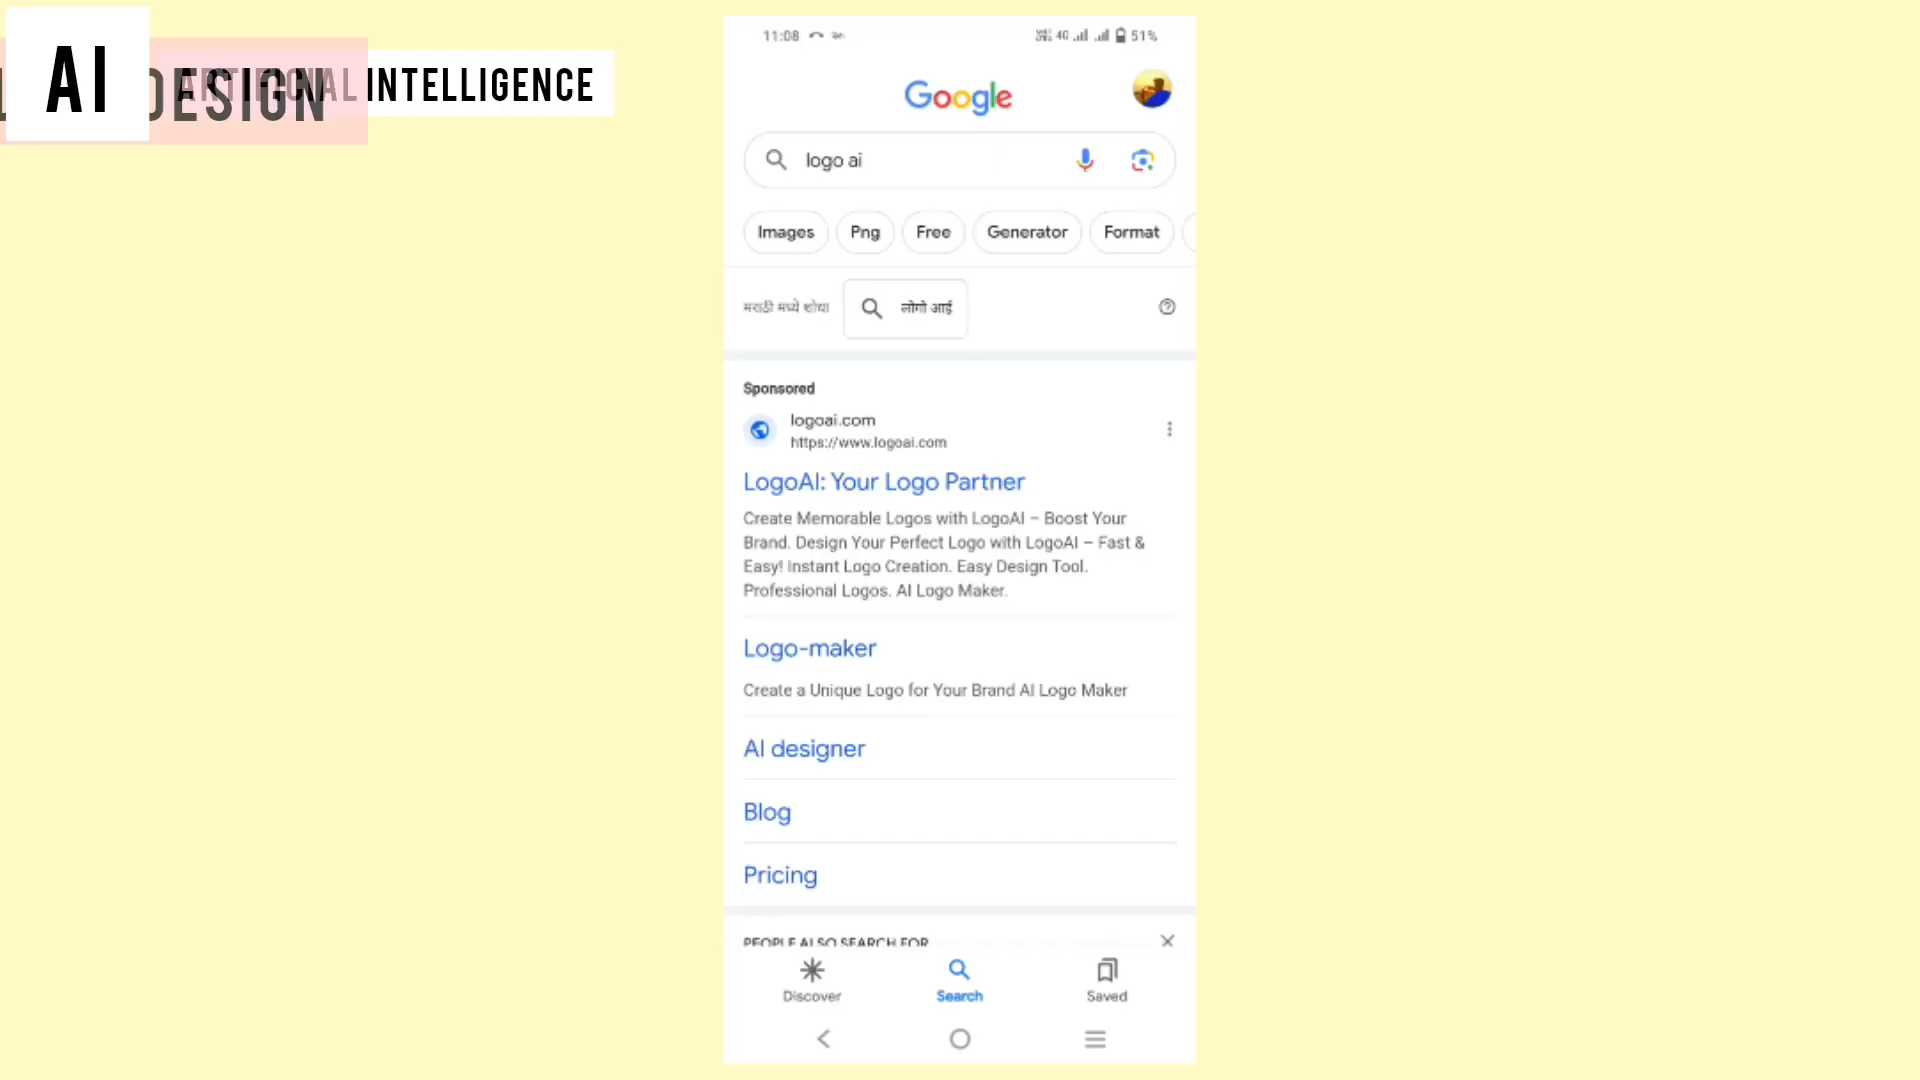 AI
DESIGN
INTELLIGENCE
11:08
4G
51%
Google
logo ai
Images
Png
Free
Generator
Format
मराठी मध्ये शोधा
लोगो आई
Sponsored
logoai.com
https://www.logoai.com
LogoAI: Your Logo Partner
Create Memorable Logos with LogoAI – Boost Your
Brand. Design Your Perfect Logo with LogoAI – Fast &
Easy! Instant Logo Creation. Easy Design Tool.
Professional Logos. AI Logo Maker.
Logo-maker
Create a Unique Logo for Your Brand AI Logo Maker
AI designer
Blog
Pricing
PEOPLE ALSO SEARCH FOR
Discover
Search
Saved